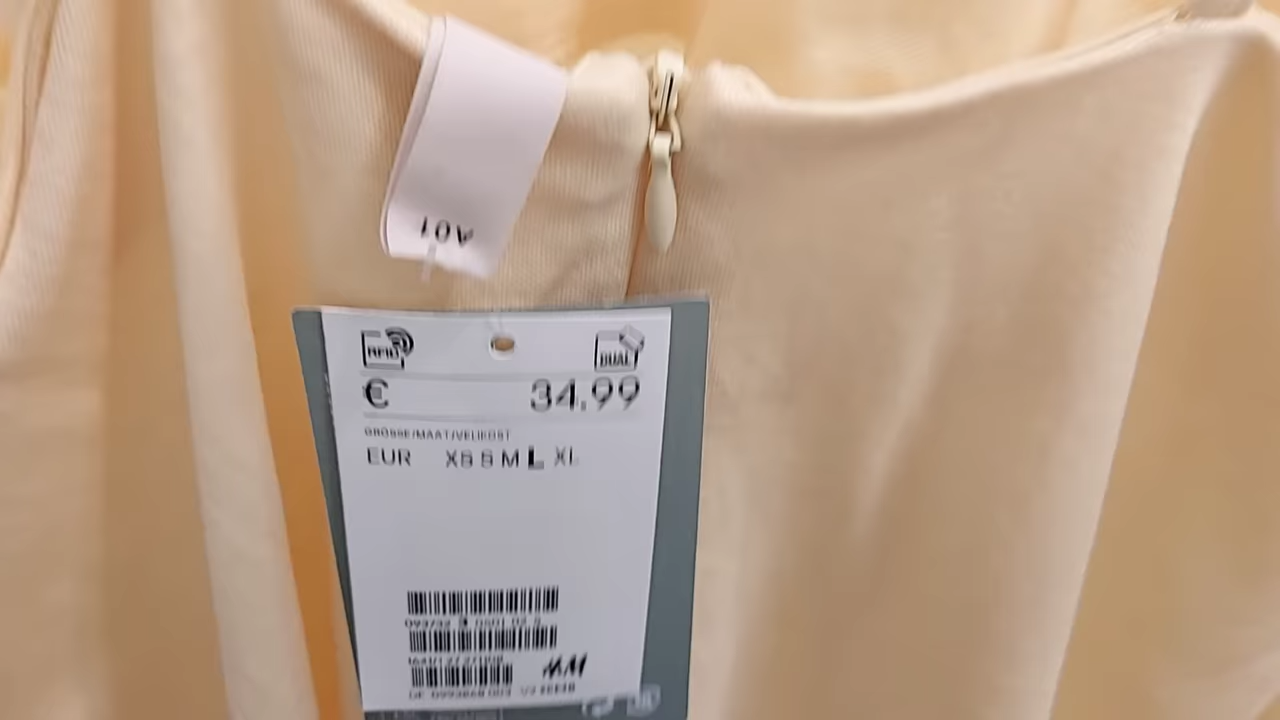 A01
RFID
DUAL
€ 34.99
GRÖSSE/MAAT/VELIKOST
EUR XS S M L XL
H&M